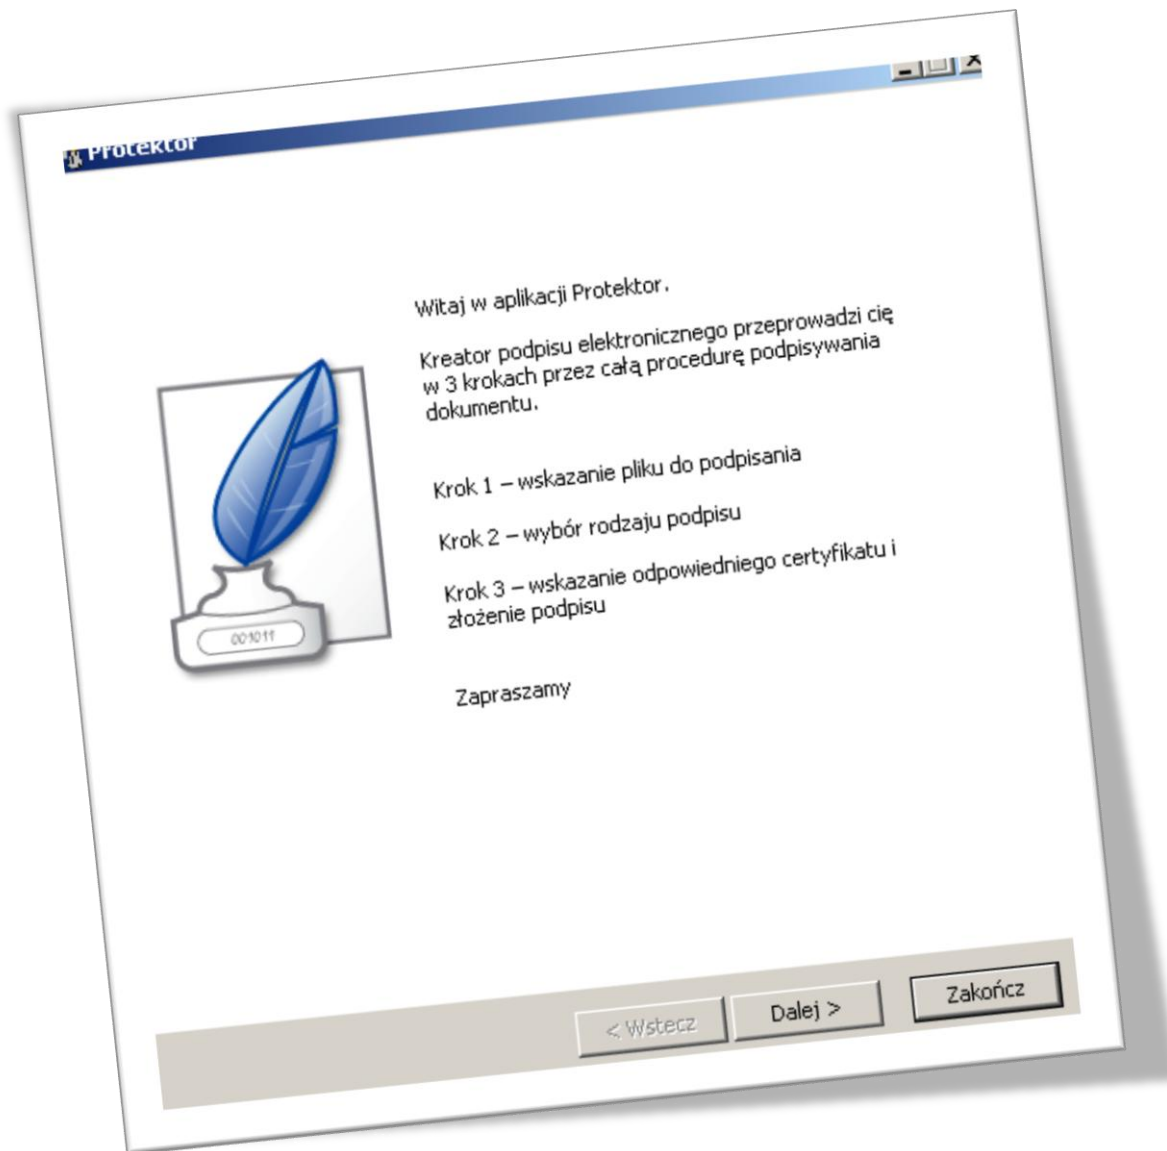 Protektor
Witaj w aplikacji Protektor.
Kreator podpisu elektronicznego przeprowadzi cię
w 3 krokach przez całą procedurę podpisywania
dokumentu.
Krok 1 – wskazanie pliku do podpisania
Krok 2 – wybór rodzaju podpisu
Krok 3 – wskazanie odpowiedniego certyfikatu i
złożenie podpisu
001011
Zapraszamy
< Wstecz
Dalej >
Zakończ